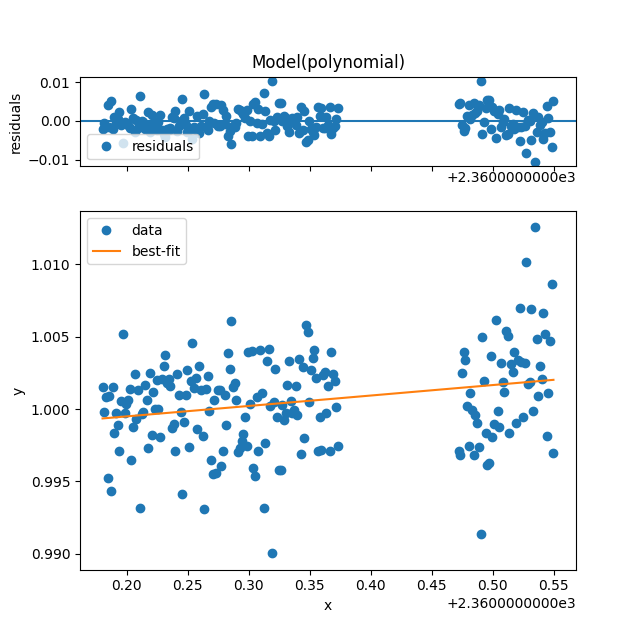 Model(polynomial)
0.01
0.00
−0.01
residuals
residuals
+2.3600000000e3
data
best-fit
1.010
1.005
1.000
0.995
0.990
y
0.20 0.25 0.30 0.35 0.40 0.45 0.50 0.55
x
+2.3600000000e3